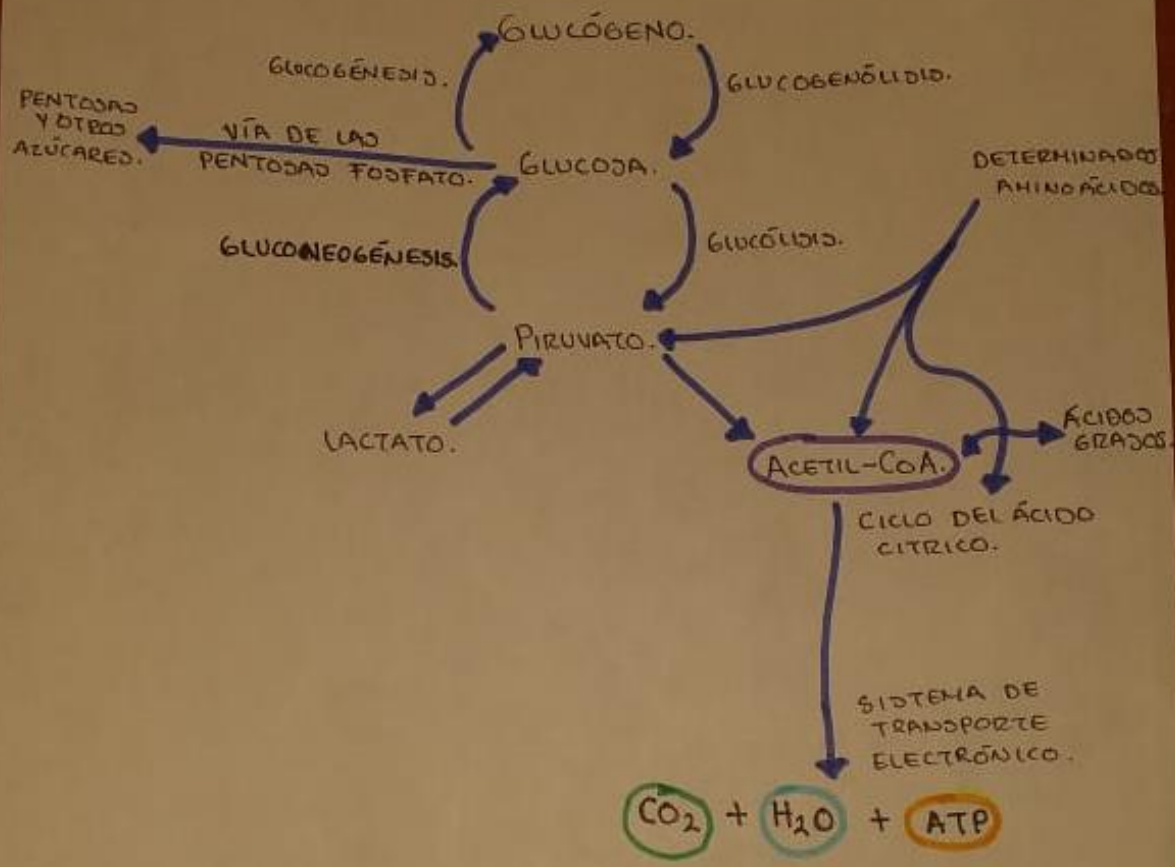 GLUCÓGENO.
GLUCOGÉNESIS.
GLUCOGENÓLISIS.
PENTOSAS
Y OTROS
AZÚCARES.
VÍA DE LAS
PENTOSAS FOSFATO.
GLUCOSA.
DETERMINADOS
AMINOÁCIDOS
GLUCONEOGÉNESIS.
GLUCÓLISIS.
PIRUVATO.
LACTATO.
ACETIL-COA.
ÁCIDOS
GRASOS.
CICLO DEL ÁCIDO
CITRICO.
SISTEMA DE
TRANSPORTE
ELECTRÓNICO.
CO₂ + H₂O + ATP